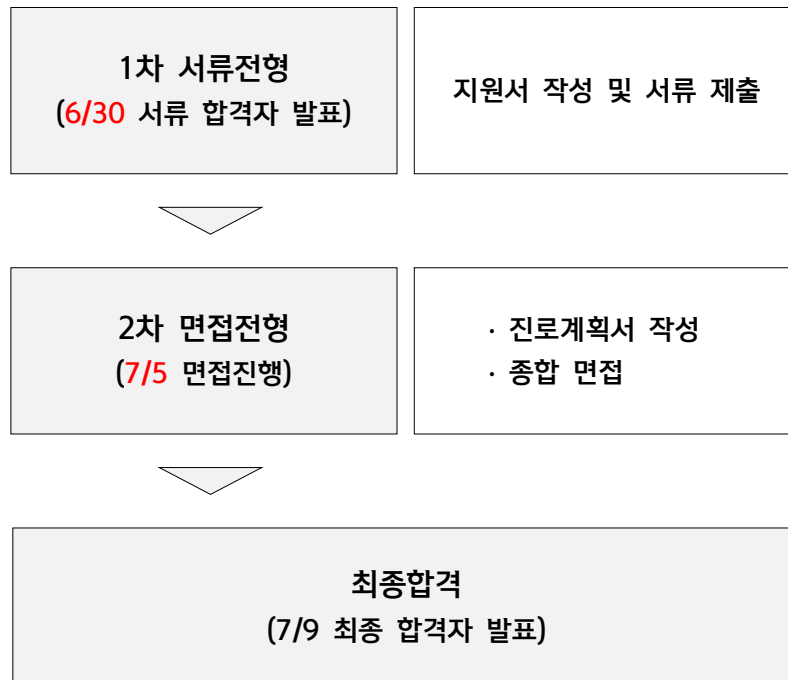 1차 서류전형
(6/30 서류 합격자 발표)
지원서 작성 및 서류 제출
2차 면접전형
(7/5 면접진행)
· 진로계획서 작성
· 종합 면접
최종합격
(7/9 최종 합격자 발표)